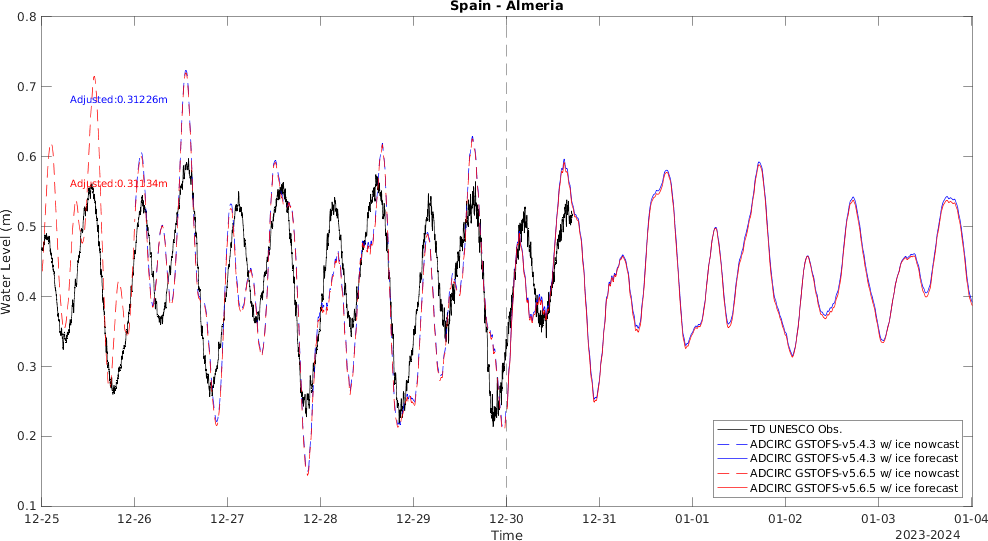 Spain - Almeria
0.8
0.7
0.6
0.5
0.4
0.3
0.2
0.1
Water Level (m)
Adjusted:0.31226m
Adjusted:0.31134m
TD UNESCO Obs.
ADCIRC GSTOFS-v5.4.3 w/ ice nowcast
ADCIRC GSTOFS-v5.4.3 w/ ice forecast
ADCIRC GSTOFS-v5.6.5 w/ ice nowcast
ADCIRC GSTOFS-v5.6.5 w/ ice forecast
12-25 12-26 12-27 12-28 12-29 12-30 12-31 01-01 01-02 01-03 01-04
Time
2023-2024